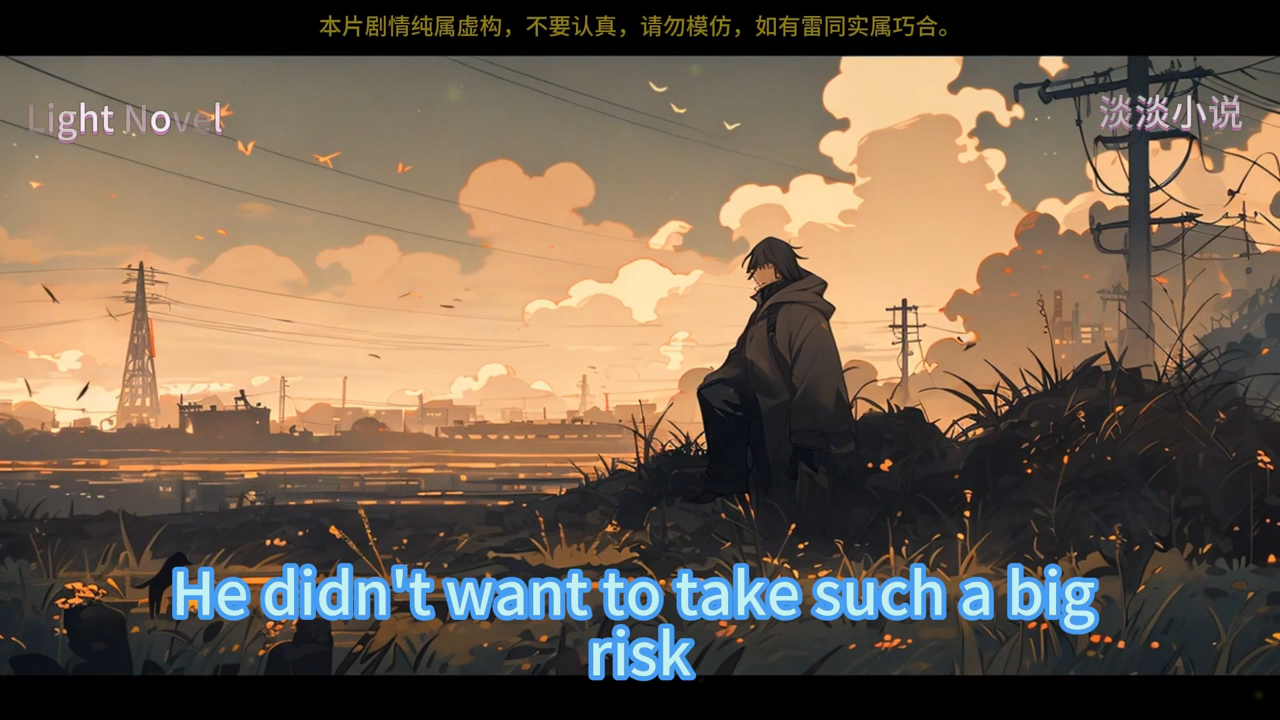 本片剧情纯属虚构，不要认真，请勿模仿，如有雷同实属巧合。
Light Novel
淡淡小说
He didn't want to take such a big
risk